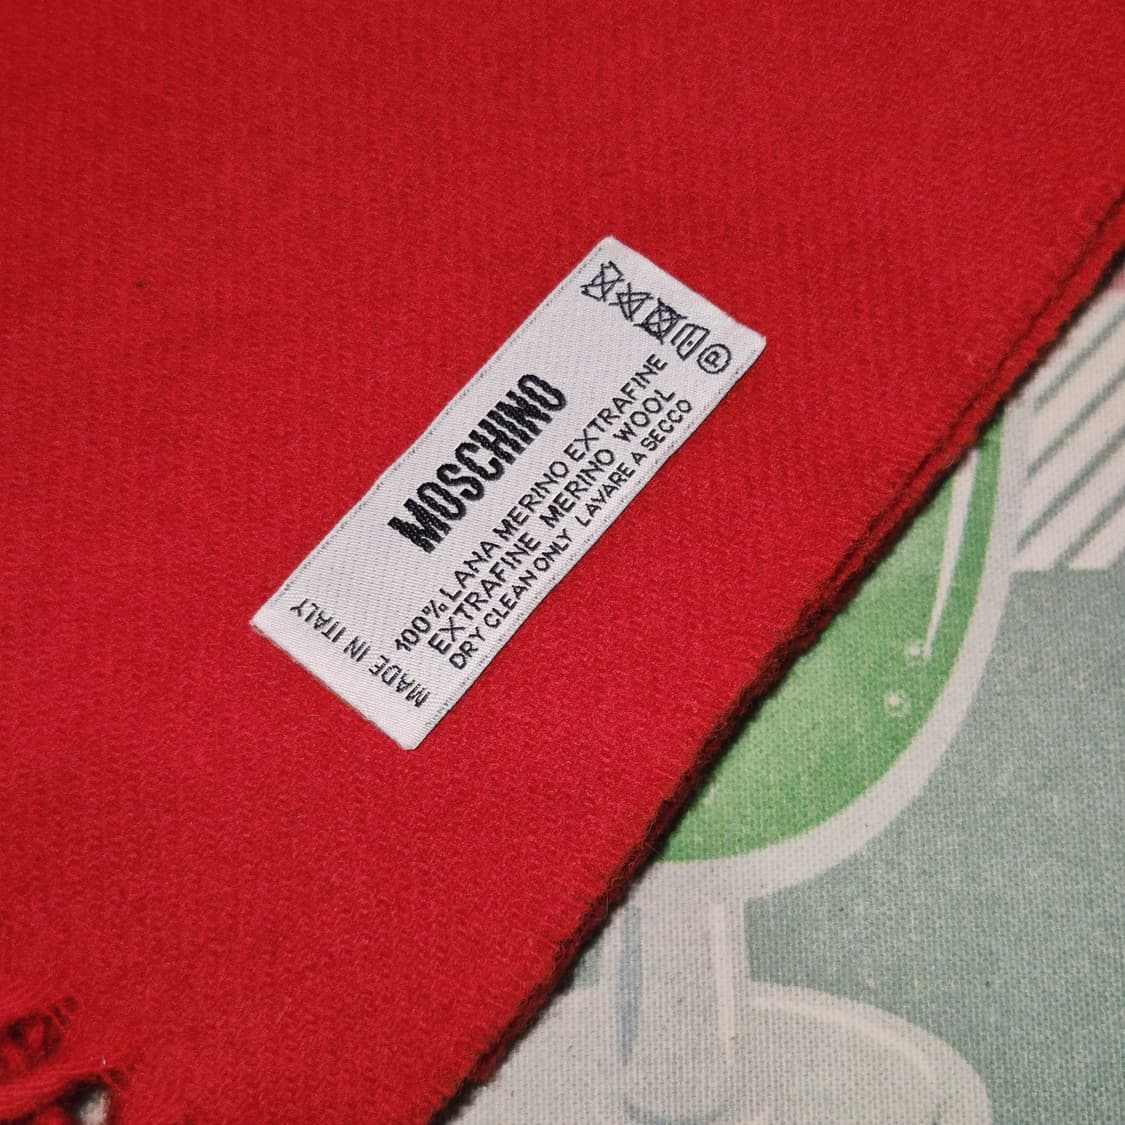 MOSCHINO
100% LANA MERINO EXTRAFINE
EXTRAFINE MERINO WOOL
DRY CLEAN ONLY LAVARE A SECCO
P
MADE IN ITALY